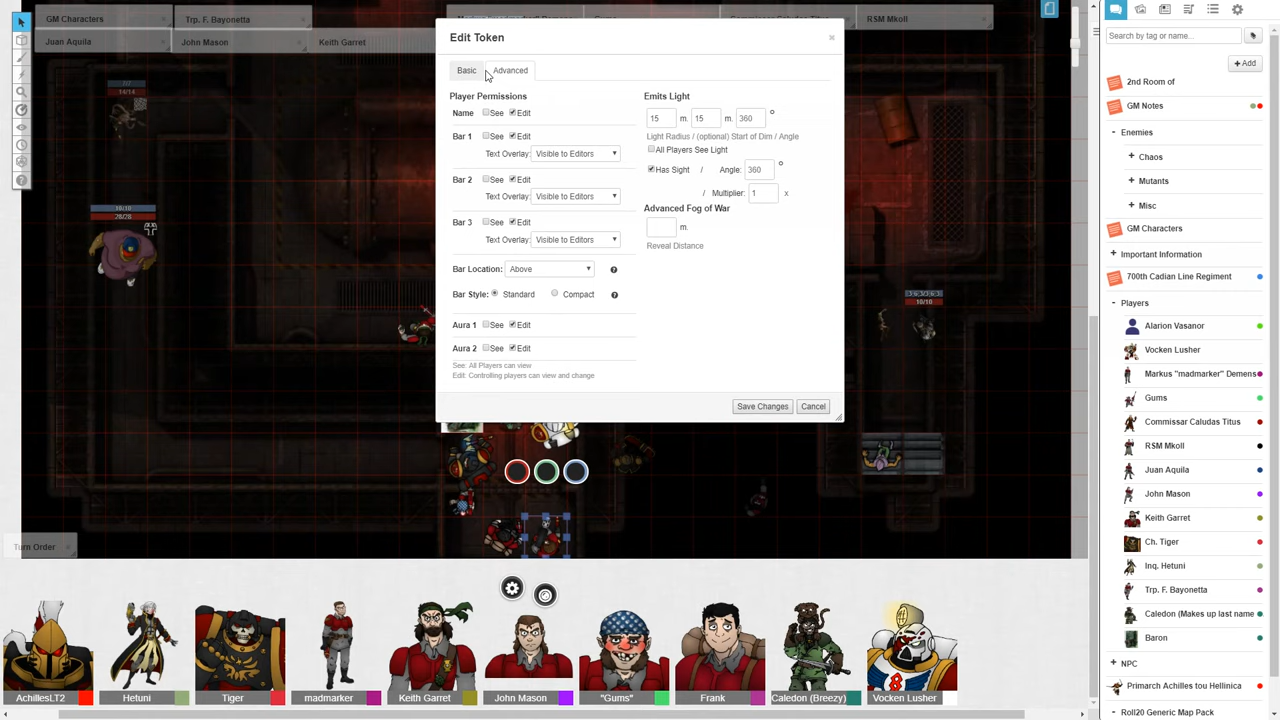 GM Characters
Trp. F. Bayonetta
RSM Mkoll
Juan Aquila
John Mason
Keith Garret
7/7
14/14
Turn Order
Edit Token
×
Basic
Advanced
Player Permissions
Name See Edit
Bar 1 See Edit
Text Overlay: Visible to Editors
Bar 2 See Edit
Text Overlay: Visible to Editors
Bar 3 See Edit
Text Overlay: Visible to Editors
Bar Location: Above
Bar Style: Standard Compact
Aura 1 See Edit
Aura 2 See Edit
See: All Players can view
Edit: Controlling players can view and change
Emits Light
15 m. 15 m. 360 °
Light Radius / (optional) Start of Dim / Angle
All Players See Light
Has Sight / Angle: 360 °
/ Multiplier: 1 x
Advanced Fog of War
m.
Reveal Distance
Save Changes
Cancel
10/10
Search by tag or name...
+ Add
2nd Room of
GM Notes
- Enemies
+ Chaos
+ Mutants
+ Misc
GM Characters
+ Important Information
700th Cadian Line Regiment
- Players
Alarion Vasanor
Vocken Lusher
Markus "madmarker" Demens
Gums
Commissar Caludas Titus
RSM Mkoll
Juan Aquila
John Mason
Keith Garret
Ch. Tiger
Inq. Hetuni
Trp. F. Bayonetta
Caledon (Makes up last name
Baron
+ NPC
Primarch Achilles tou Hellinica
Roll20 Generic Map Pack
AchillesLT2
Hetuni
Tiger
madmarker
Keith Garret
John Mason
"Gums"
Frank
Caledon (Breezy)
Vocken Lusher